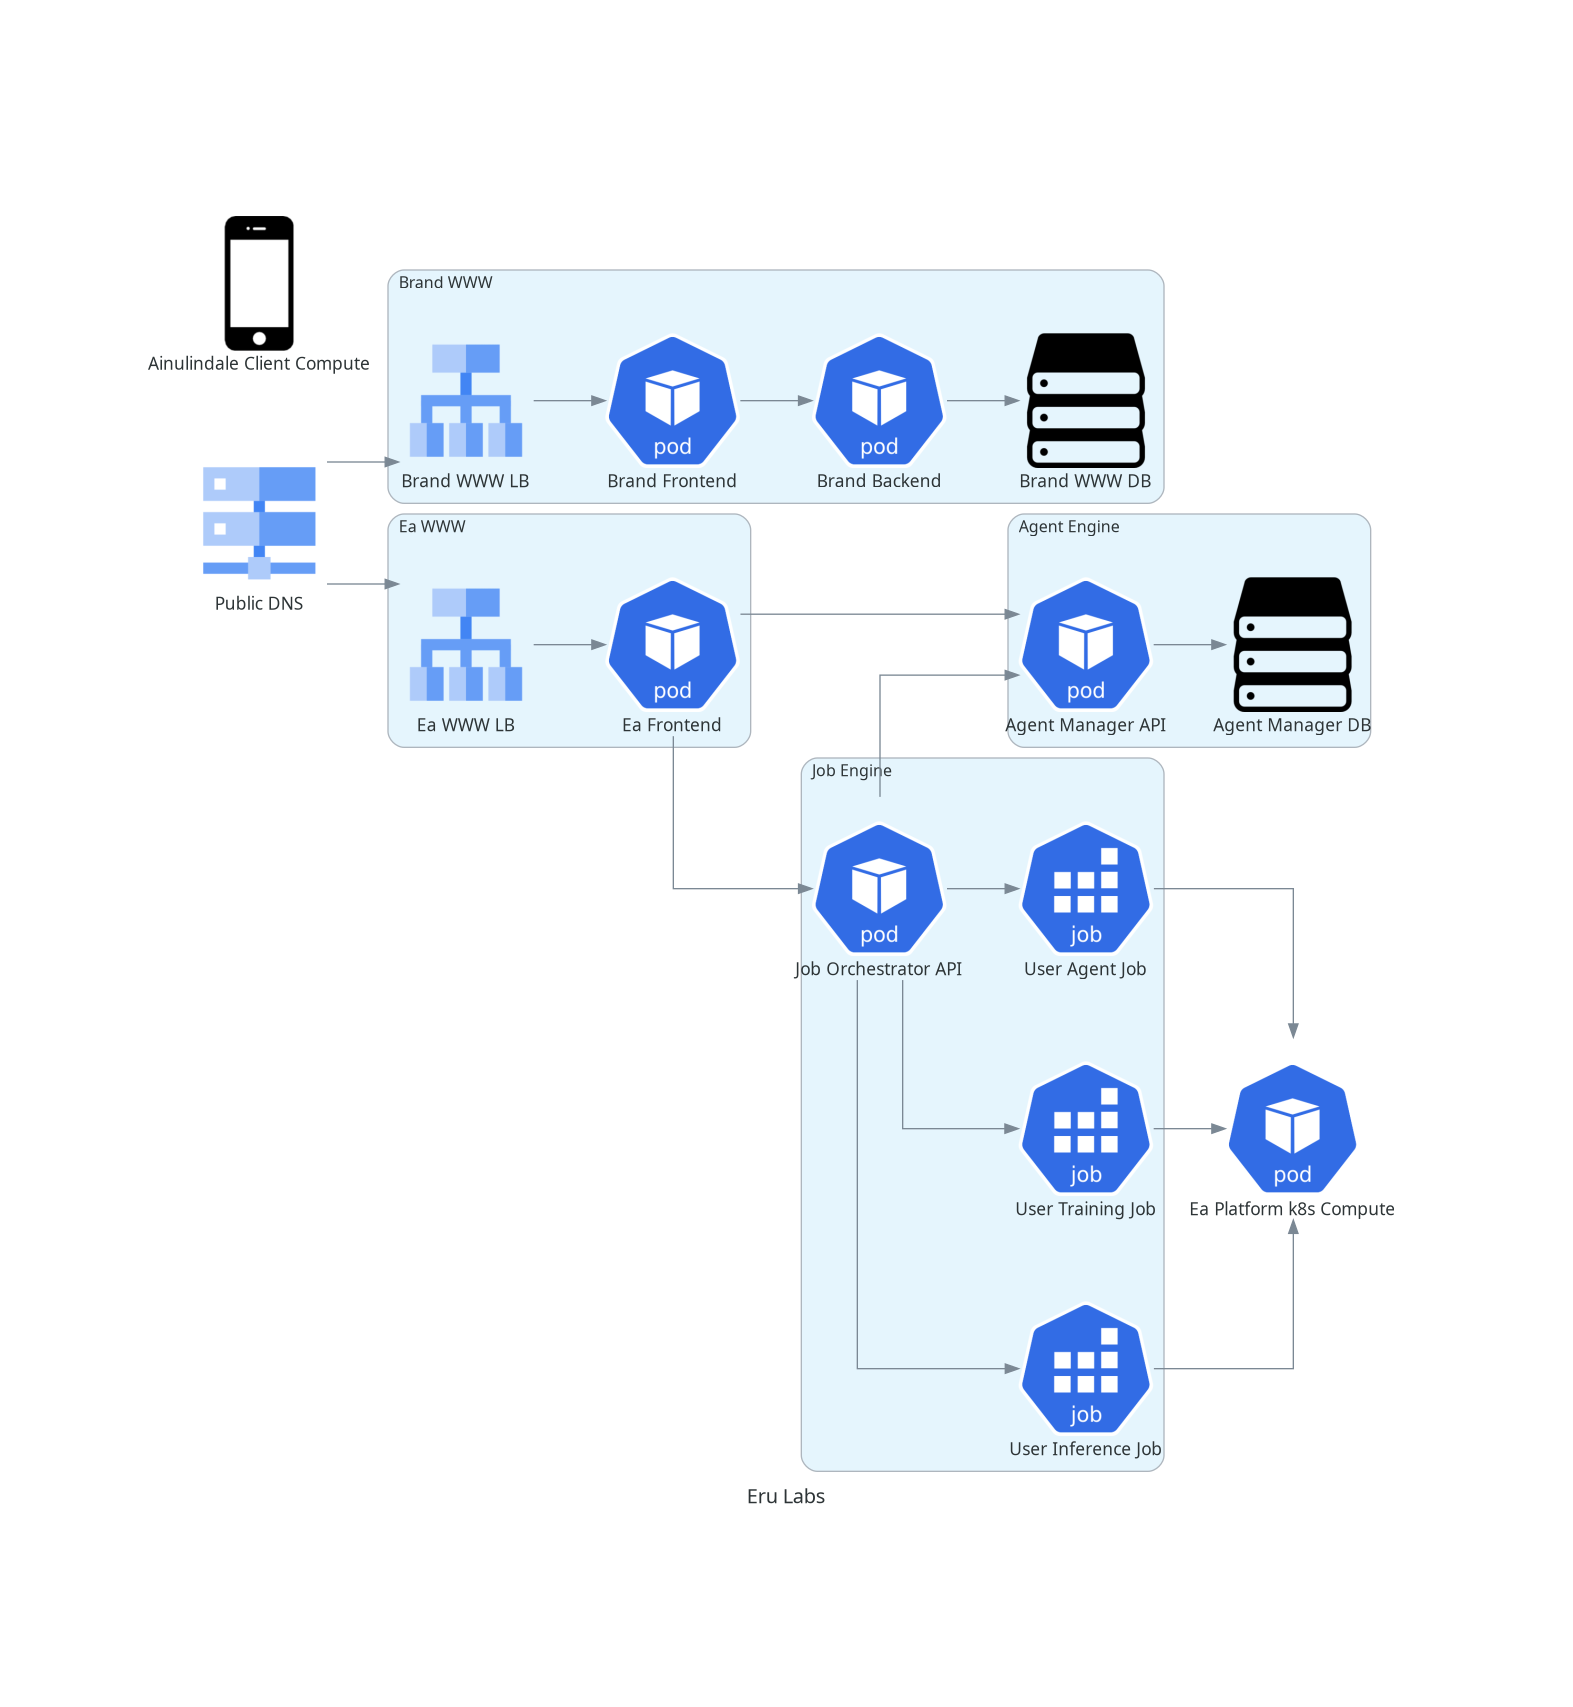 Ainulindale Client Compute
Public DNS
Brand WWW
pod
pod
Brand WWW LB
Brand Frontend
Brand Backend
Brand WWW DB
Ea WWW
pod
Ea WWW LB
Ea Frontend
Agent Engine
pod
Agent Manager API
Agent Manager DB
Job Engine
pod
job
Job Orchestrator API
User Agent Job
job
User Training Job
pod
Ea Platform k8s Compute
job
User Inference Job
Eru Labs